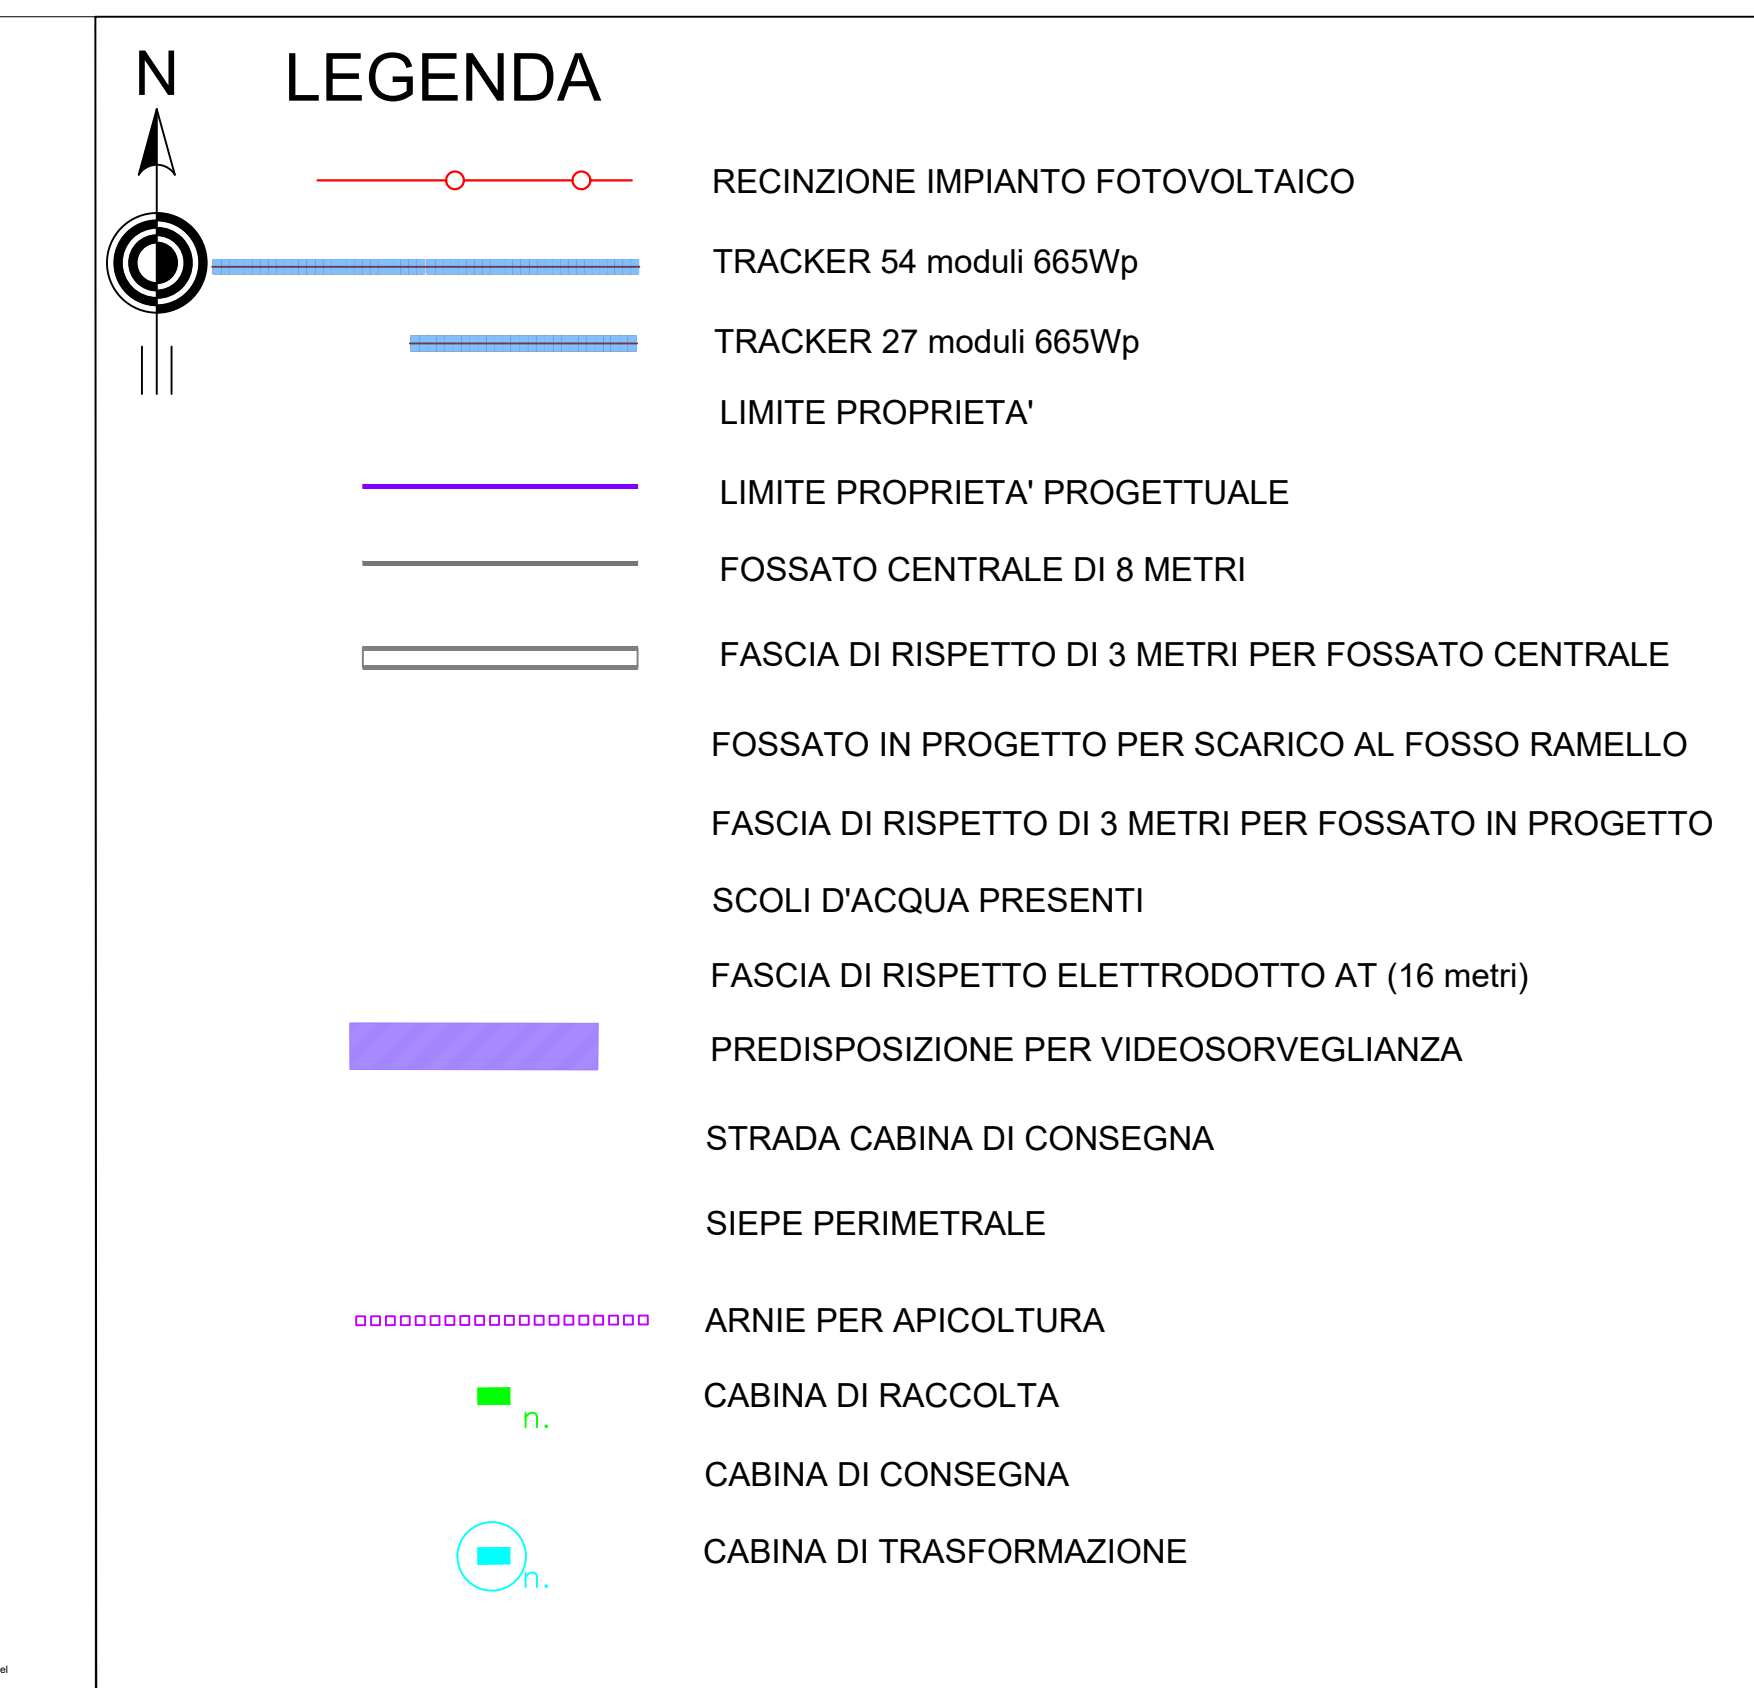 N
LEGENDA
RECINZIONE IMPIANTO FOTOVOLTAICO
TRACKER 54 moduli 665Wp
TRACKER 27 moduli 665Wp
LIMITE PROPRIETA'
LIMITE PROPRIETA' PROGETTUALE
FOSSATO CENTRALE DI 8 METRI
FASCIA DI RISPETTO DI 3 METRI PER FOSSATO CENTRALE
FOSSATO IN PROGETTO PER SCARICO AL FOSSO RAMELLO
FASCIA DI RISPETTO DI 3 METRI PER FOSSATO IN PROGETTO
SCOLI D'ACQUA PRESENTI
FASCIA DI RISPETTO ELETTRODOTTO AT (16 metri)
PREDISPOSIZIONE PER VIDEOSORVEGLIANZA
STRADA CABINA DI CONSEGNA
SIEPE PERIMETRALE
ARNIE PER APICOLTURA
CABINA DI RACCOLTA
n.
CABINA DI CONSEGNA
CABINA DI TRASFORMAZIONE
n.
el